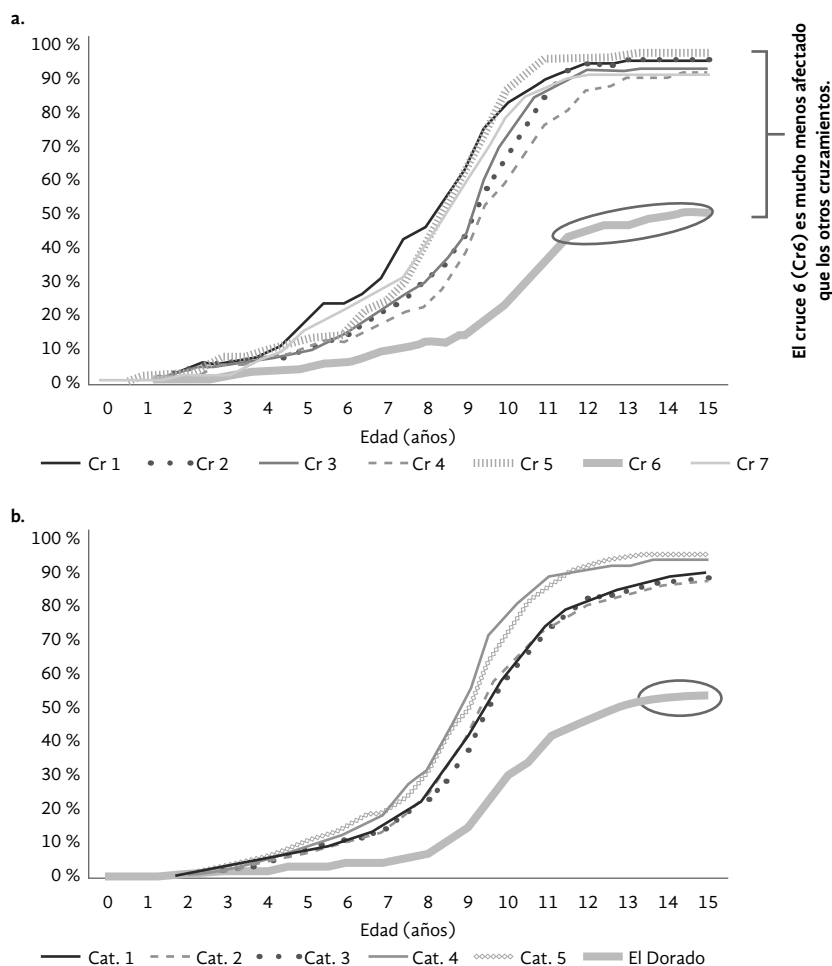 a.
100 %
90 %
80 %
70 %
60 %
50 %
40 %
30 %
20 %
10 %
0 %
0 1 2 3 4 5 6 7 8 9 10 11 12 13 14 15
Edad (años)
El cruce 6 (Cr6) es mucho menos afectado
que los otros cruzamientos.
Cr 1 Cr 2 Cr 3 Cr 4 Cr 5 Cr 6 Cr 7
b.
100 %
90 %
80 %
70 %
60 %
50 %
40 %
30 %
20 %
10 %
0 %
0 1 2 3 4 5 6 7 8 9 10 11 12 13 14 15
Edad (años)
Cat. 1 Cat. 2 Cat. 3 Cat. 4 Cat. 5 El Dorado